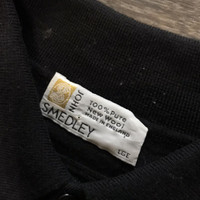 JOHN
SMEDLEY
100% Pure
New Wool
MADE IN ENGLAND